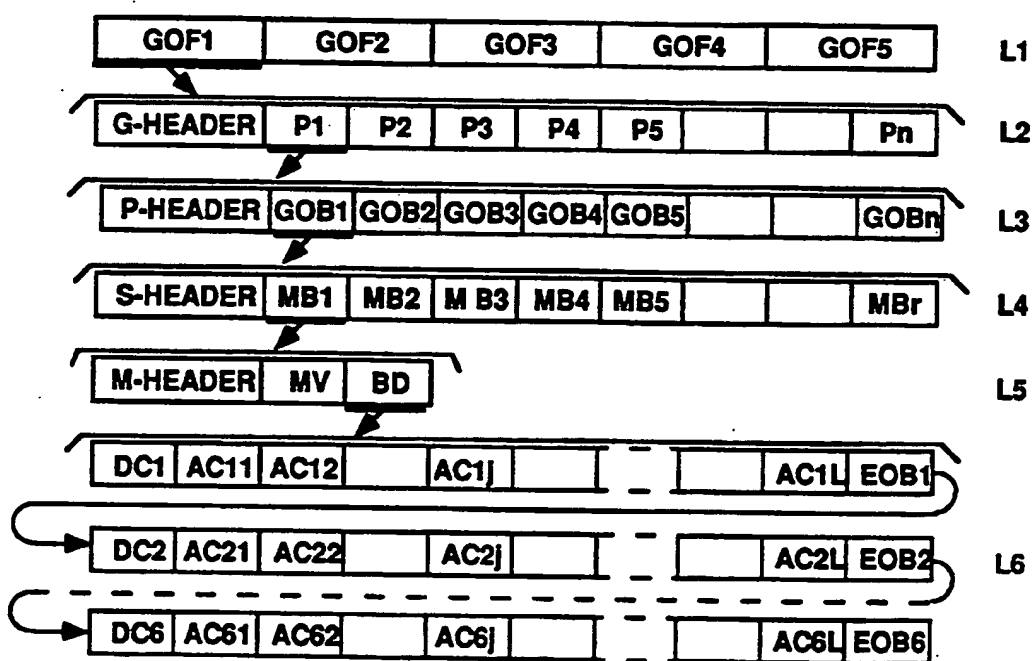 GOF1 GOF2 GOF3 GOF4 GOF5 L1
G-HEADER P1 P2 P3 P4 P5 Pn L2
P-HEADER GOB1 GOB2 GOB3 GOB4 GOB5 GOBn L3
S-HEADER MB1 MB2 M B3 MB4 MB5 MBr L4
M-HEADER MV BD L5
DC1 AC11 AC12 AC1j AC1L EOB1
DC2 AC21 AC22 AC2j AC2L EOB2 L6
DC6 AC61 AC62 AC6j AC6L EOB6